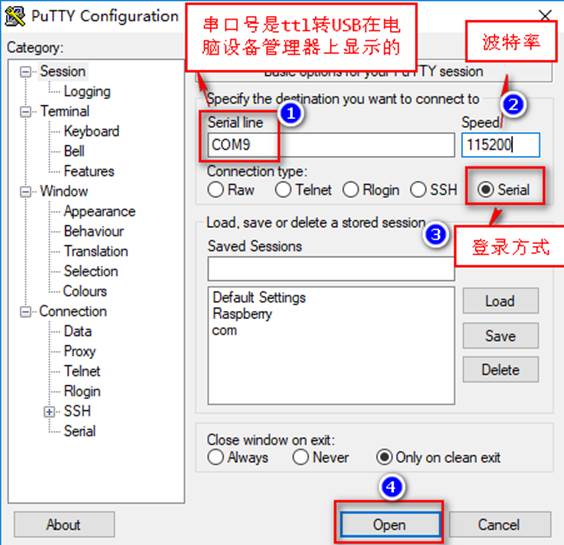 PuTTY Configuration
串口号是ttl转USB在电
脑设备管理器上显示的
波特率
Category:
Session
Logging
Terminal
Keyboard
Bell
Features
Window
Appearance
Behaviour
Translation
Selection
Colours
Connection
Data
Proxy
Telnet
Rlogin
SSH
Serial
Basic options for your PuTTY session
Specify the destination you want to connect to
1
2
Serial line
Speed
COM9
115200
Connection type:
Raw
Telnet
Rlogin
SSH
Serial
3
登录方式
Load, save or delete a stored session
Saved Sessions
Default Settings
Raspberry
com
Load
Save
Delete
Close window on exit:
Always
Never
Only on clean exit
4
About
Open
Cancel